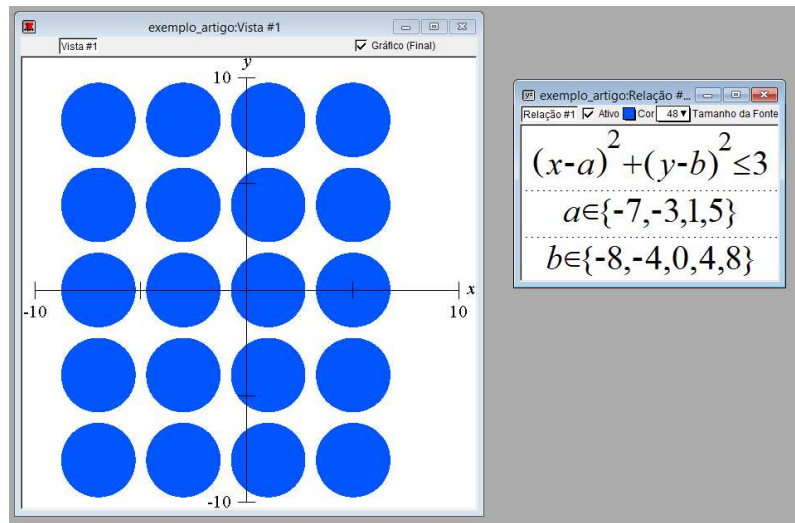 exemplo_artigo:Vista #1
Vista #1
Gráfico (Final)
y
10
x
-10
10
-10
exemplo_artigo:Relação #...
Relação #1 Ativo Cor 48 Tamanho da Fonte
(x-a)²+(y-b)²≤3
a∈{-7,-3,1,5}
b∈{-8,-4,0,4,8}